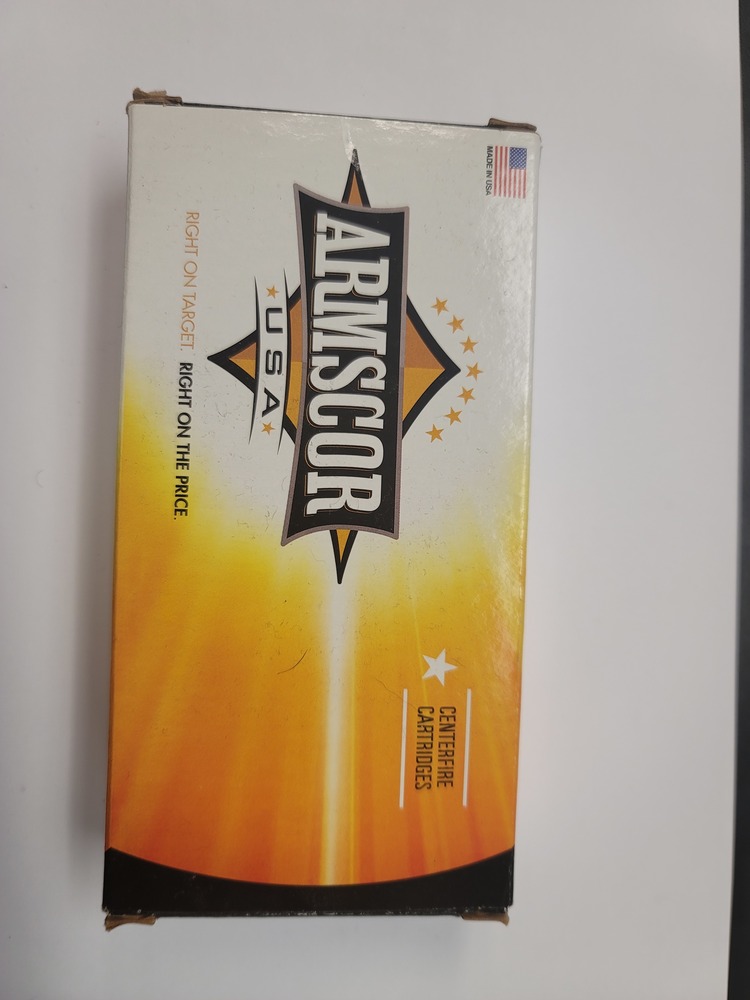 MADE IN USA
ARMSCOR
USA
RIGHT ON TARGET. RIGHT ON THE PRICE.
CENTERFIRE
CARTRIDGES